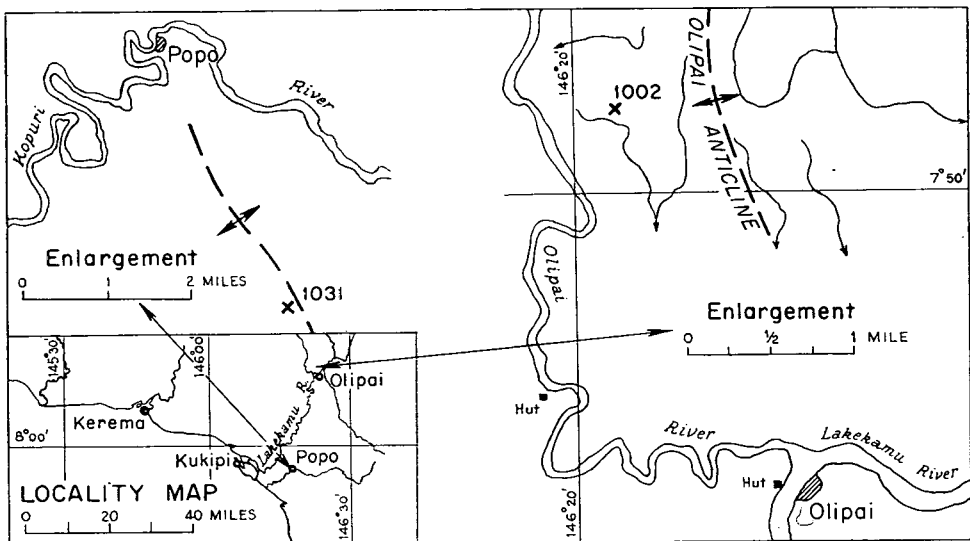 Popo
River
Kopuri
Enlargement
0 1 2 MILES
1031
145°30'
146°00'
Olipai
R.
Kerema
8°00'
Lakekamu
Kukipi
Popo
LOCALITY MAP
0 20 40 MILES
146°30'
146°20'
1002
OLIPAI
ANTICLINE
7°50'
Olipai
Enlargement
0 ½ 1 MILE
Hut
River
Lakekamu
River
Hut
146°20'
Olipai